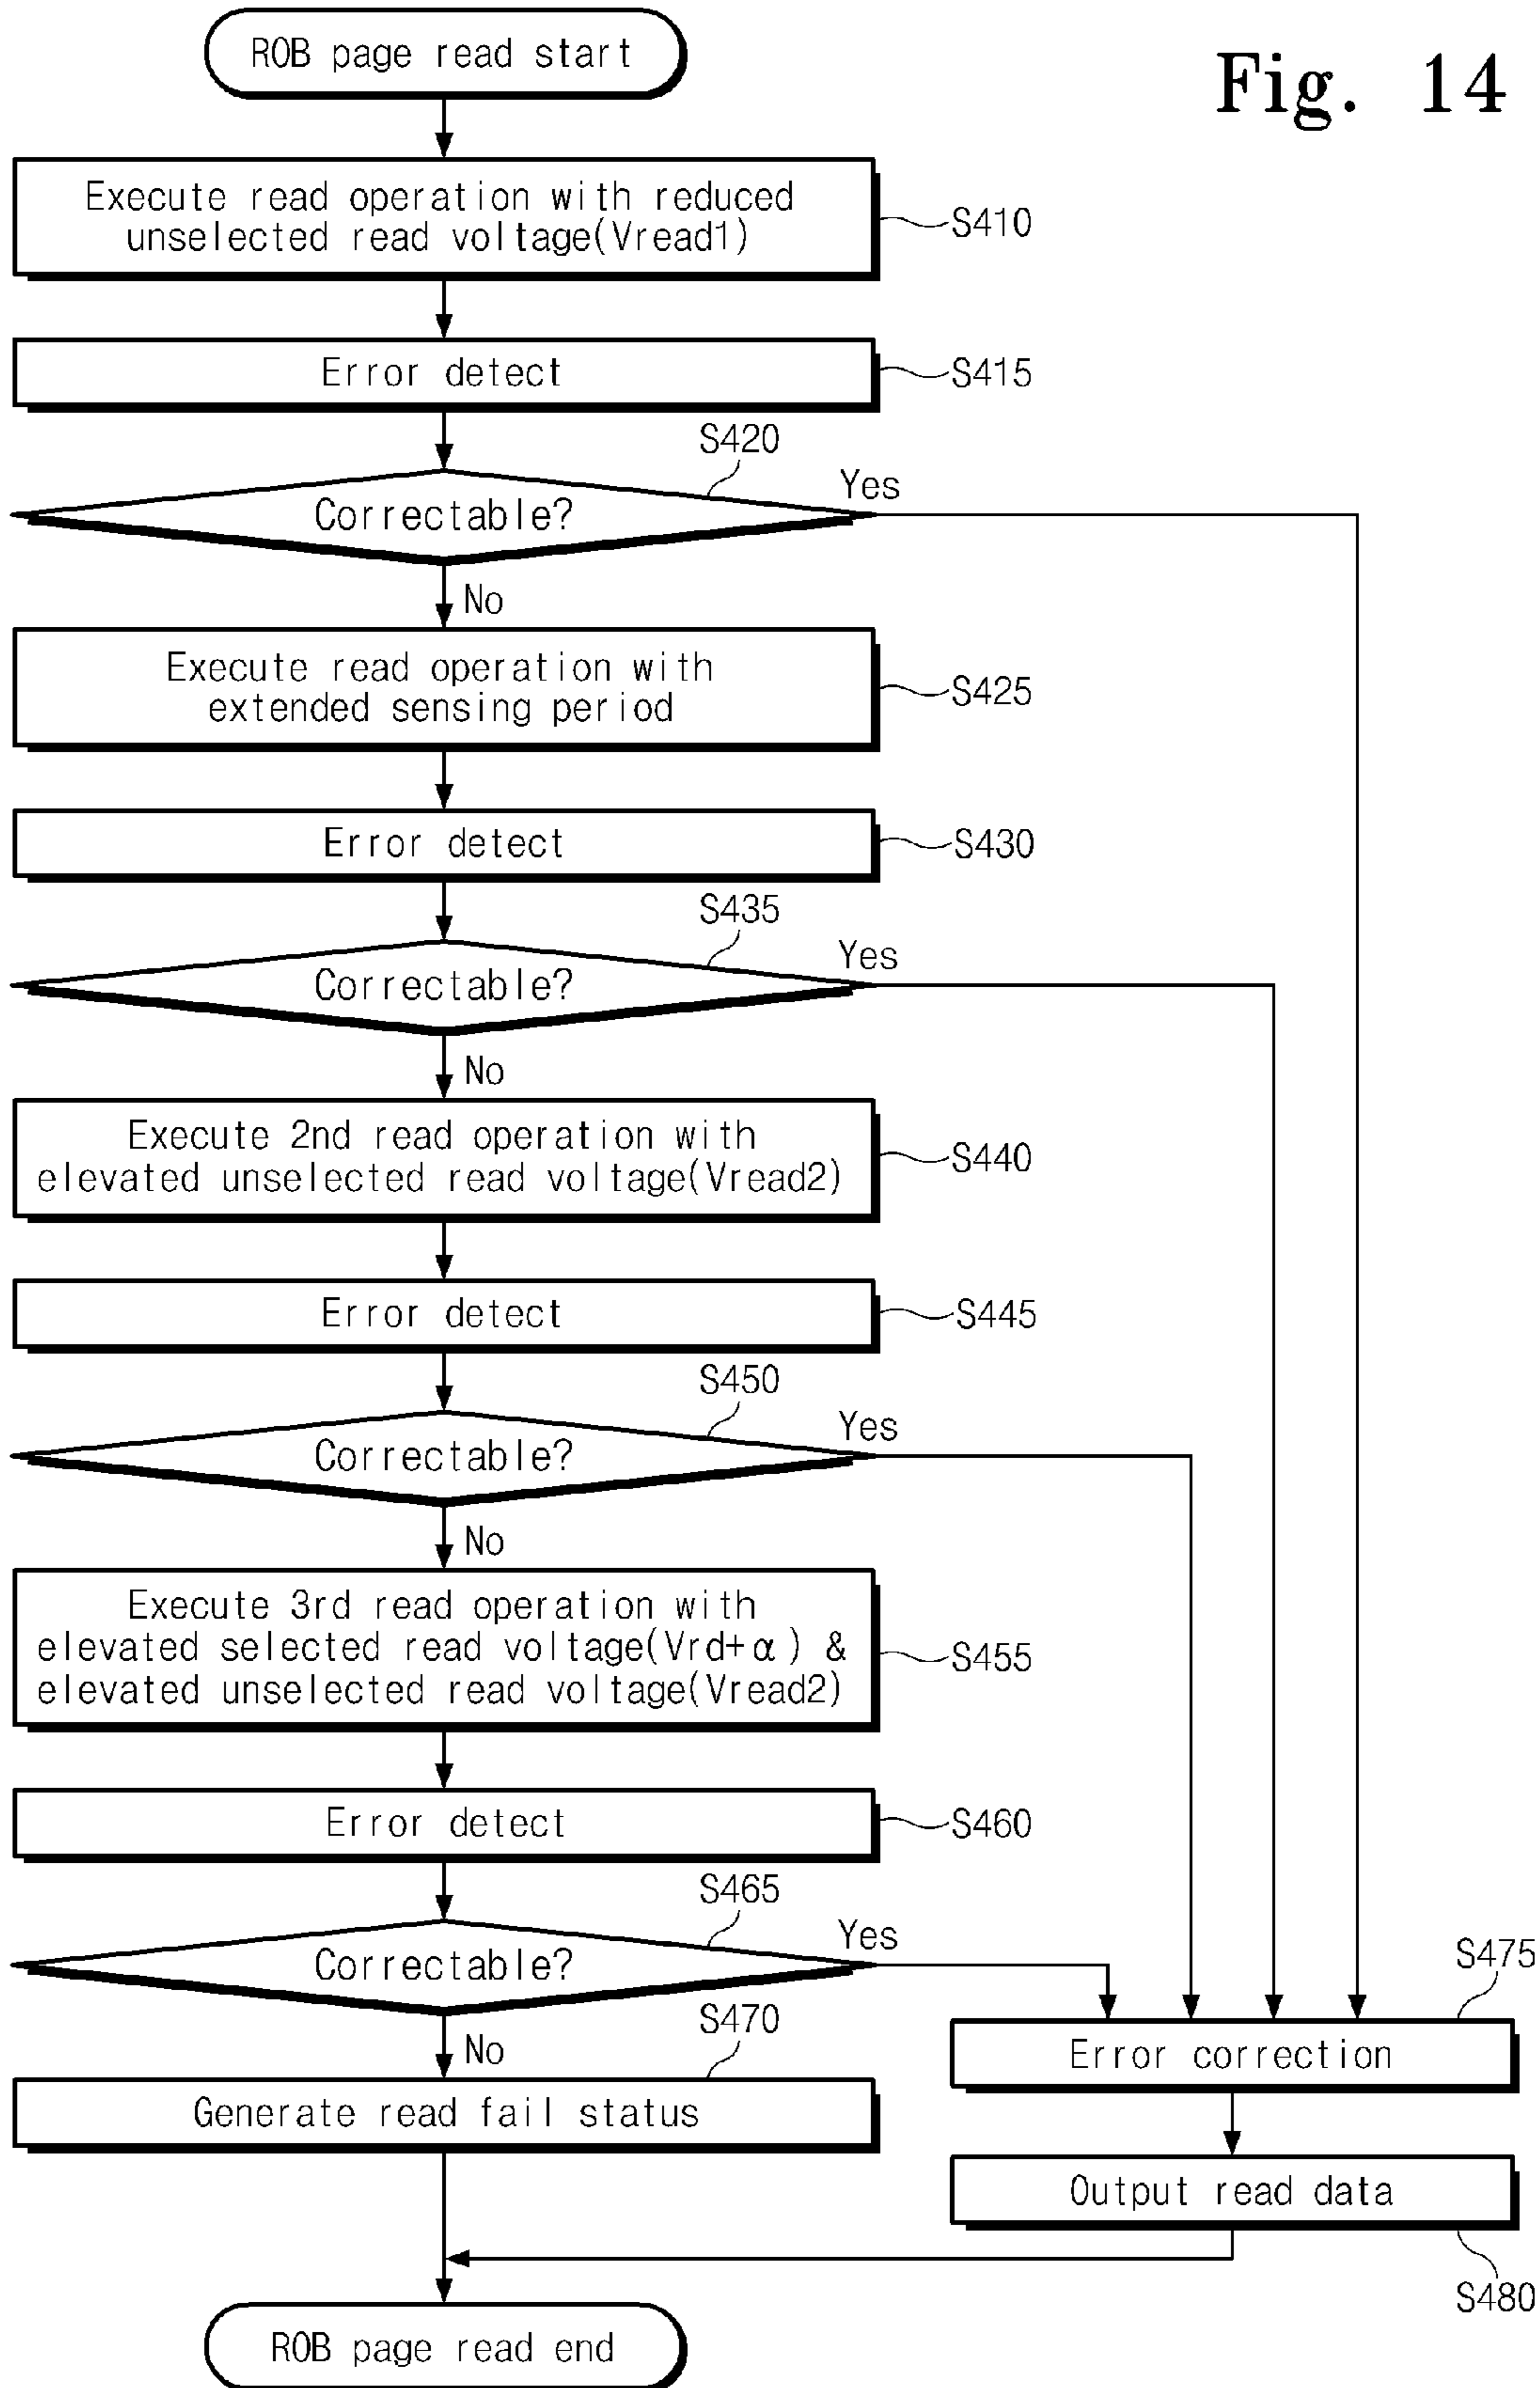 Fig. 14
ROB page read start
Execute read operation with reduced
unselected read voltage(Vread1)
S410
Error detect
S415
S420
Correctable?
Yes
No
Execute read operation with
extended sensing period
S425
Error detect
S430
S435
Correctable?
Yes
No
Execute 2nd read operation with
elevated unselected read voltage(Vread2)
S440
Error detect
S445
S450
Correctable?
Yes
No
Execute 3rd read operation with
elevated selected read voltage(Vrd+α) &
elevated unselected read voltage(Vread2)
S455
Error detect
S460
S465
Correctable?
Yes
No
S470
Generate read fail status
S475
Error correction
Output read data
S480
ROB page read end